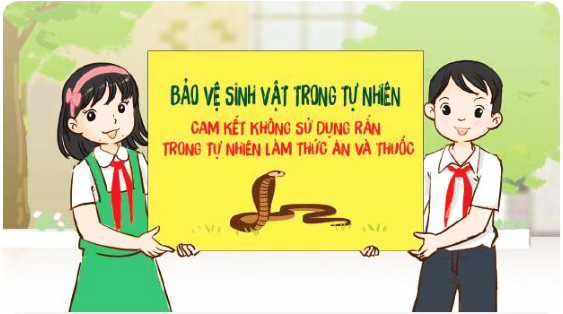 BẢO VỆ SINH VẬT TRONG TỰ NHIÊN
CAM KẾT KHÔNG SỬ DỤNG RẮN
TRONG TỰ NHIÊN LÀM THỨC ĂN VÀ THUỐC